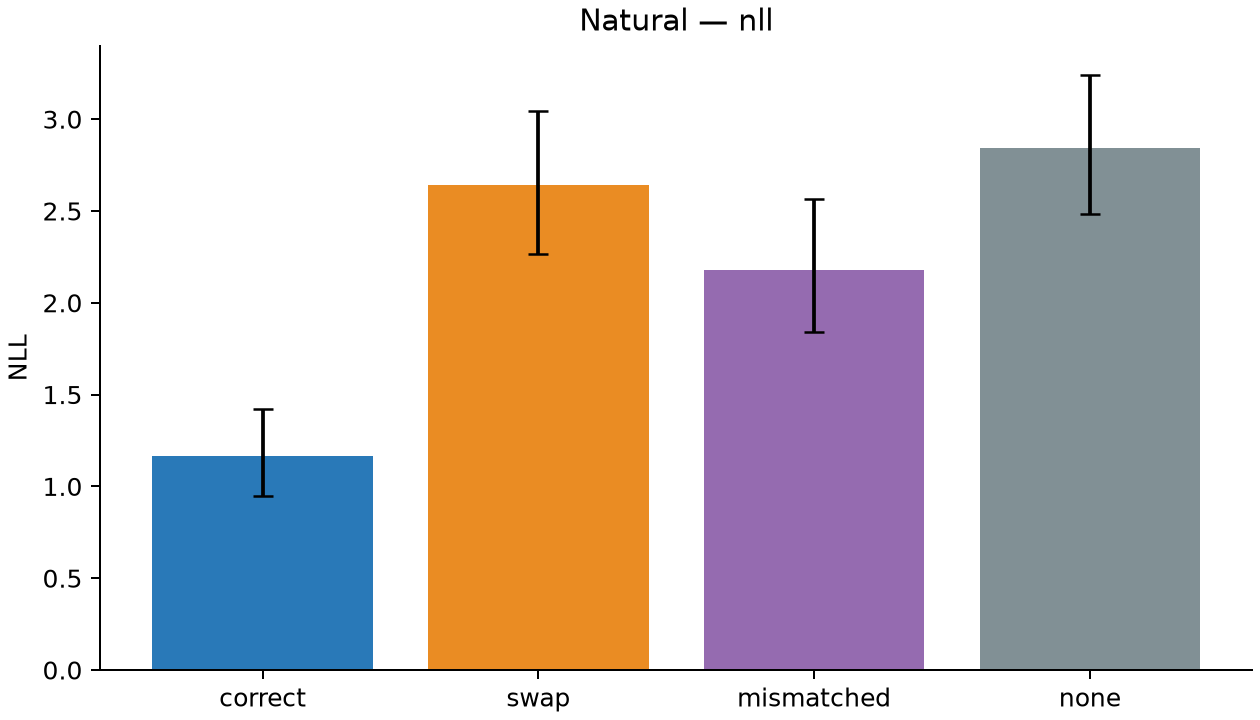 Natural — nll
NLL
3.0
2.5
2.0
1.5
1.0
0.5
0.0
correct
swap
mismatched
none